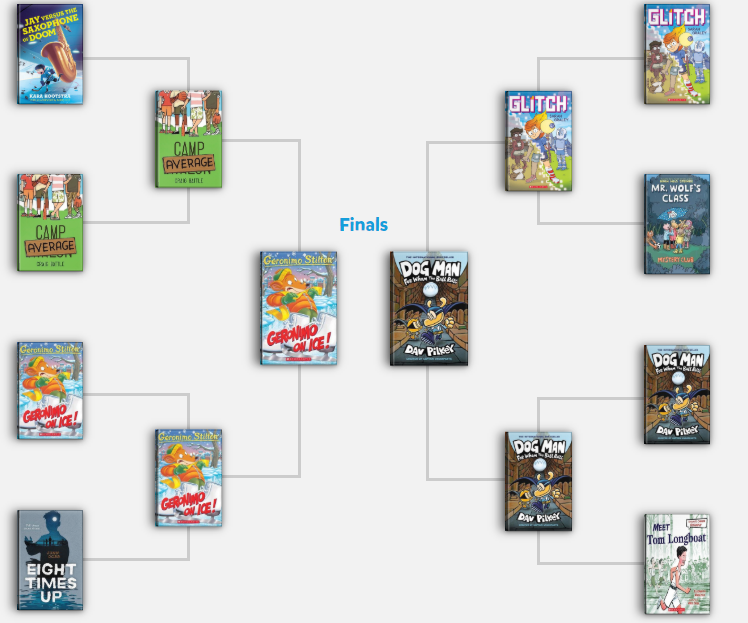 JAY VERSUS THE
SAXOPHONE
OF DOOM
KARA KOOTSTRA
GLITCH
CAMP
AVERAGE
CRAIG BATTLE
GLITCH
CAMP
AVERAGE
CRAIG BATTLE
MR. WOLF'S
CLASS
MYSTERY CLUB
Finals
Geronimo Stilton
GERONIMO
ON ICE!
SCHOLASTIC
DOG MAN
For Whom the Ball Rolls
DAV PILKEY
Geronimo Stilton
GERONIMO
ON ICE!
DOG MAN
For Whom the Ball Rolls
DAV PILKEY
Geronimo Stilton
GERONIMO
ON ICE!
DOG MAN
For Whom the Ball Rolls
DAV PILKEY
EIGHT
TIMES
UP
MEET
Tom Longboat